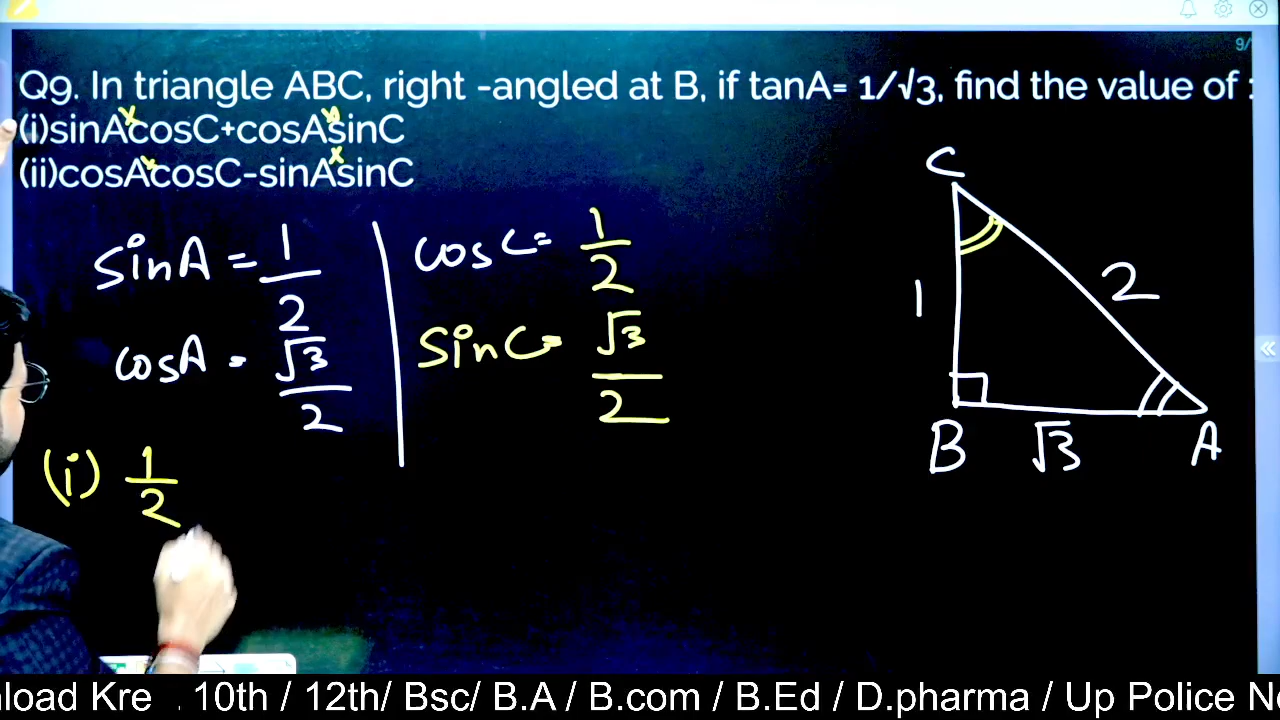 9/
Q9. In triangle ABC, right -angled at B, if tanA= 1/√3, find the value of :
(i)sinAcosC+cosAsinC
(ii)cosAcosC-sinAsinC
sinA = 1/2
cosA = √3/2
cosC = 1/2
sinC = √3/2
(i) 1/2
C
1
2
B
√3
A
nload Kre . 10th / 12th/ Bsc/ B.A / B.com / B.Ed / D.pharma / Up Police N